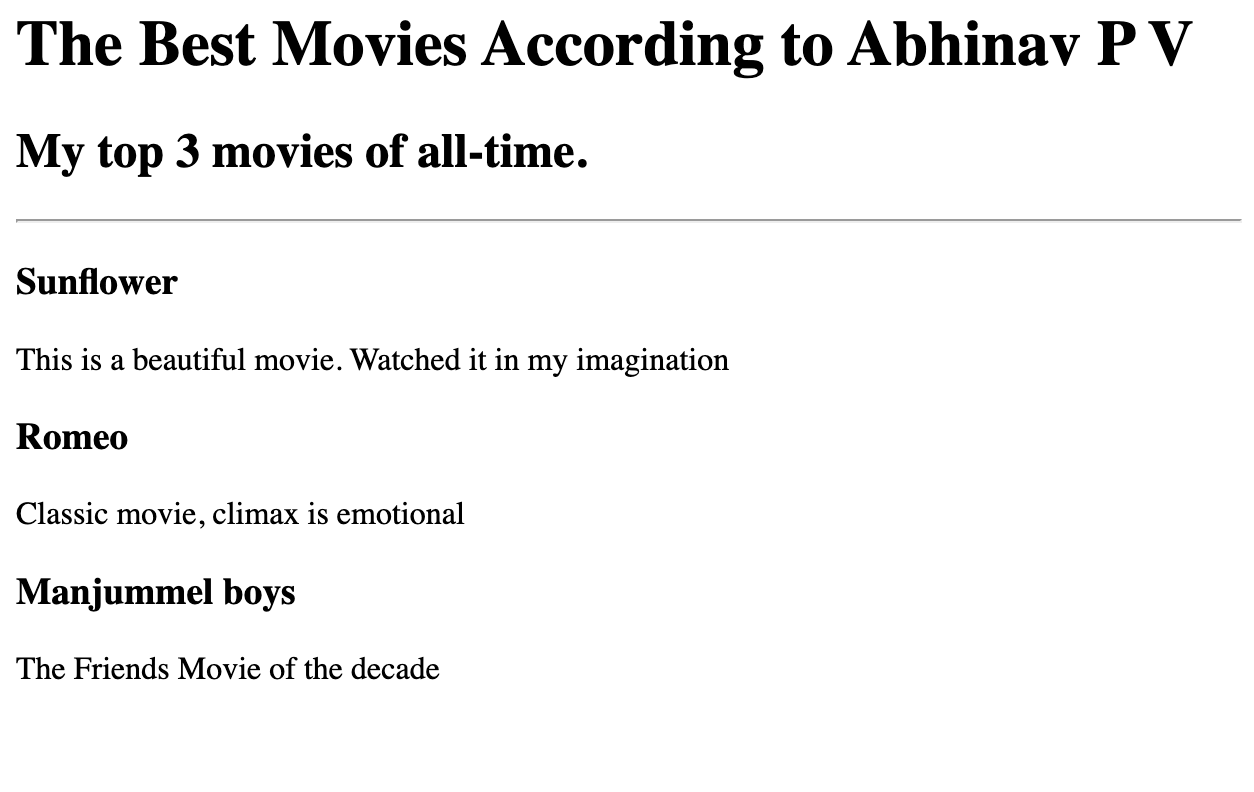 The Best Movies According to Abhinav P V
My top 3 movies of all-time.
Sunflower
This is a beautiful movie. Watched it in my imagination
Romeo
Classic movie, climax is emotional
Manjummel boys
The Friends Movie of the decade